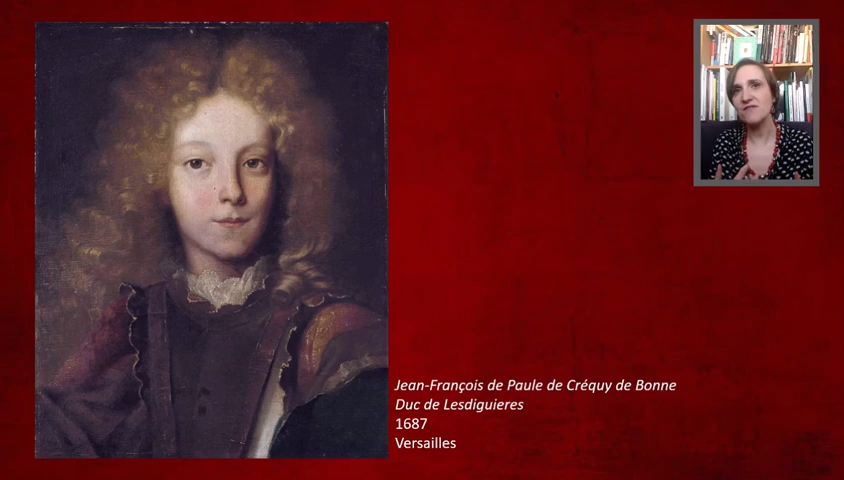 Jean-François de Paule de Créquy de Bonne
Duc de Lesdiguieres
1687
Versailles